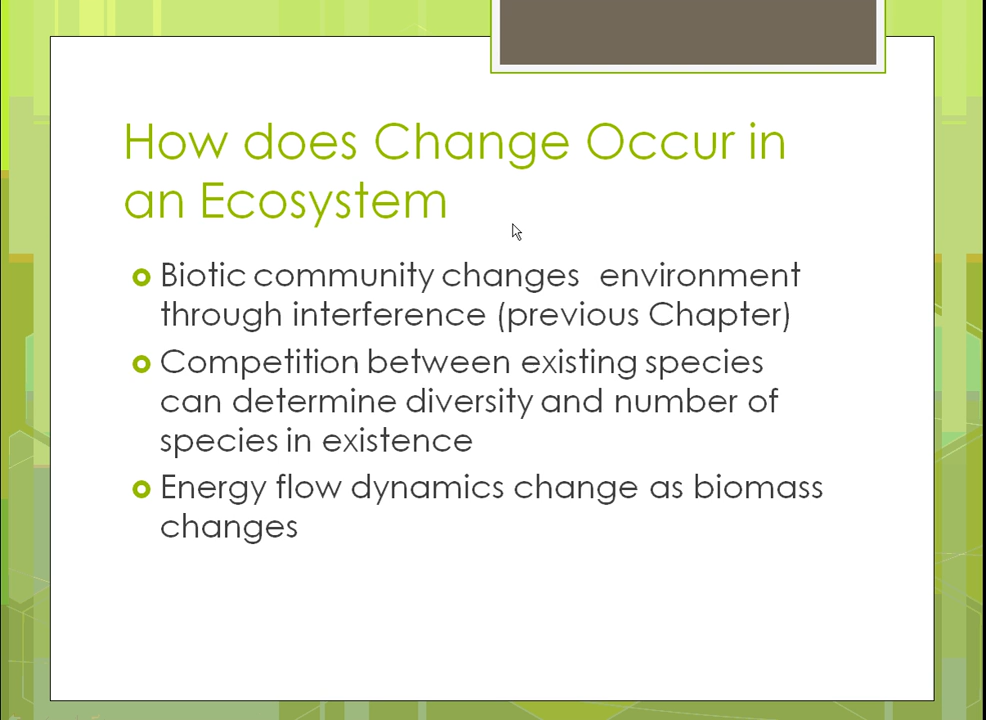 How does Change Occur in
an Ecosystem
Biotic community changes  environment
through interference (previous Chapter)
Competition between existing species
can determine diversity and number of
species in existence
Energy flow dynamics change as biomass
changes